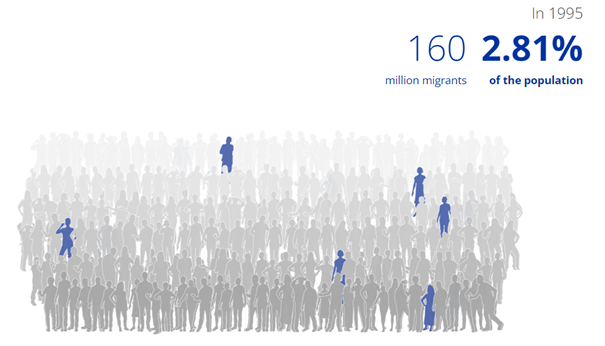 In 1995
160 2.81%
million migrants of the population